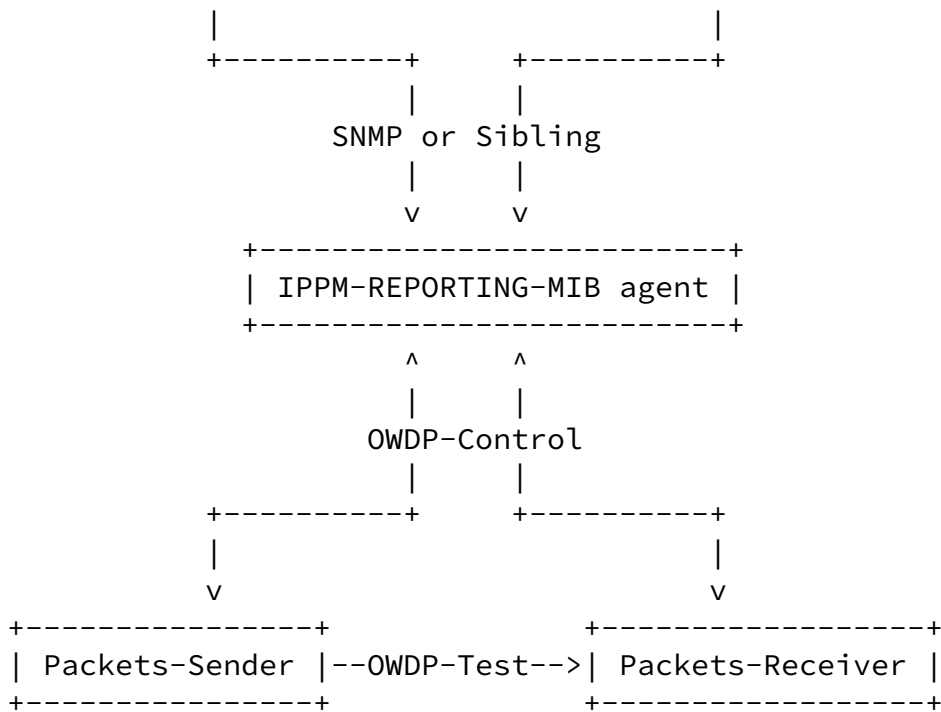 SNMP or Sibling
IPPM-REPORTING-MIB agent
OWDP-Control
Packets-Sender --OWDP-Test--> Packets-Receiver